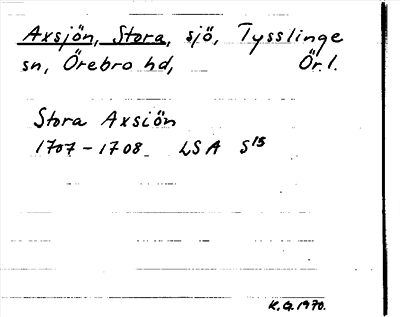 Axsjön, Stora, sjö, Tysslinge
sn, Örebro hd, Ör. l.
Stora Axsiön
1707-1708 LSA S15
K.G. 1970.